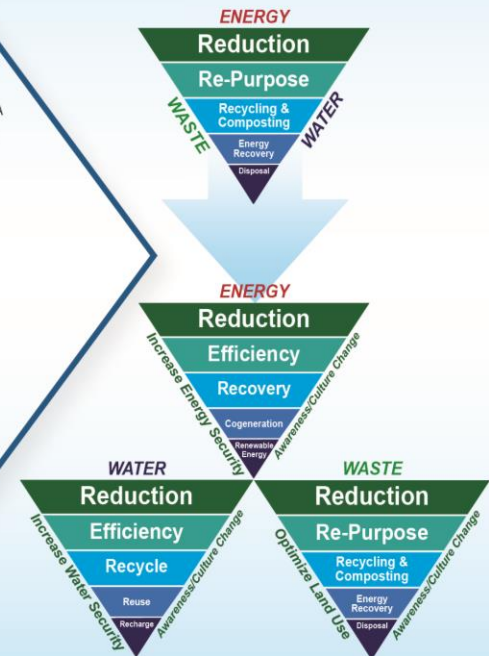 ENERGY
Reduction
Re-Purpose
Recycling &
Composting
Energy
Recovery
Disposal
WASTE
WATER
ENERGY
Reduction
Efficiency
Recovery
Cogeneration
Renewable
Energy
Increase Energy Security
Awareness/Culture Change
WATER
Reduction
Efficiency
Recycle
Reuse
Recharge
Increase Water Security
Awareness/Culture Change
WASTE
Reduction
Re-Purpose
Recycling &
Composting
Energy
Recovery
Disposal
Optimize Land Use
Awareness/Culture Change